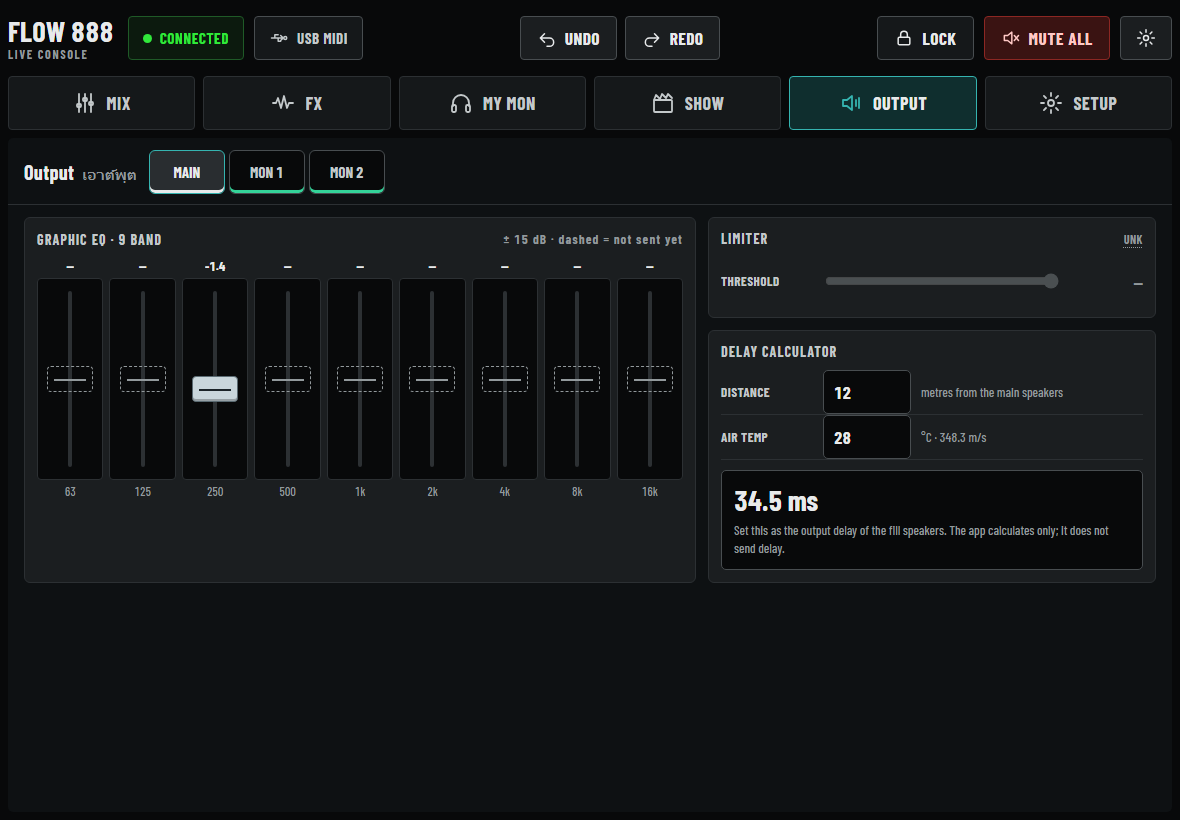 FLOW 888
LIVE CONSOLE
CONNECTED
USB MIDI
UNDO
REDO
LOCK
MUTE ALL
MIX
FX
MY MON
SHOW
OUTPUT
SETUP
Output เอาต์พุต
MAIN
MON 1
MON 2
GRAPHIC EQ · 9 BAND
± 15 dB · dashed = not sent yet
– – -1.4 – – – – – –
63 125 250 500 1k 2k 4k 8k 16k
LIMITER
UNK
THRESHOLD
–
DELAY CALCULATOR
DISTANCE 12 metres from the main speakers
AIR TEMP 28 °C · 348.3 m/s
34.5 ms
Set this as the output delay of the fill speakers. The app calculates only; it does not
send delay.